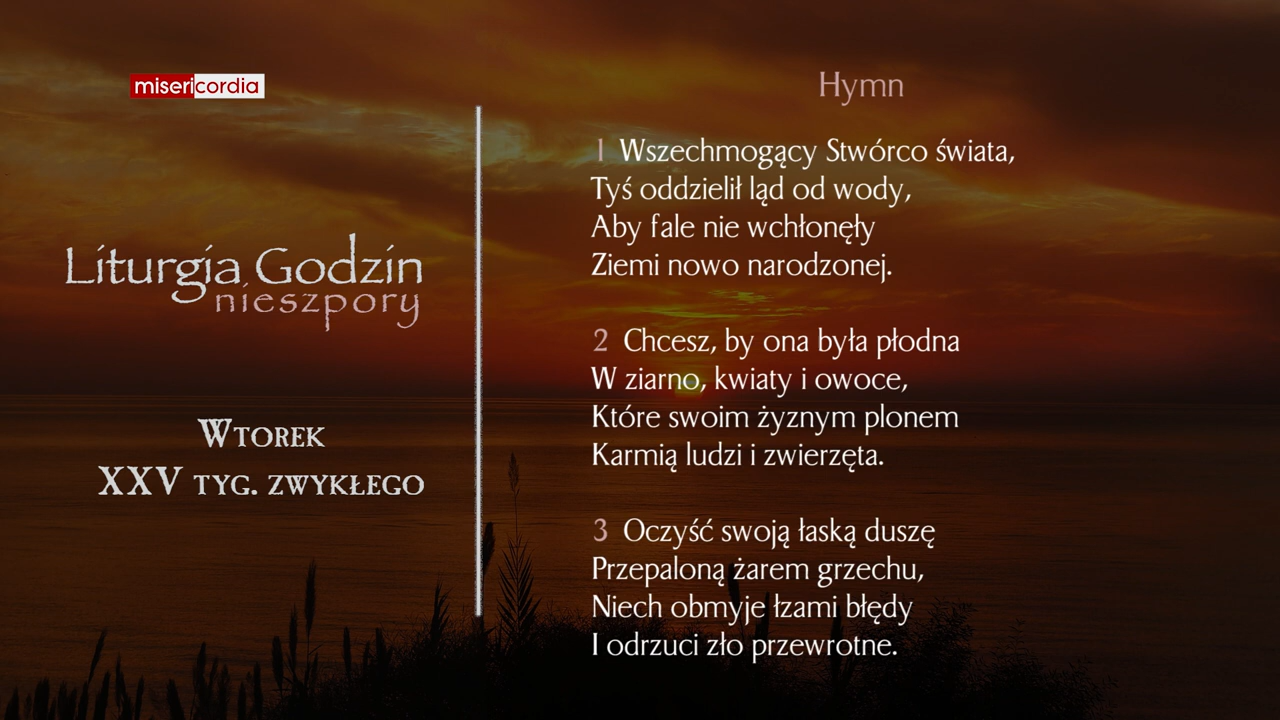 misericordia
Liturgia Godzin
nieszpory
Wtorek
XXV tyg. zwykłego
Hymn
1 Wszechmogący Stwórco świata,
Tyś oddzielił ląd od wody,
Aby fale nie wchłonęły
Ziemi nowo narodzonej.
2 Chcesz, by ona była płodna
W ziarno, kwiaty i owoce,
Które swoim żyznym plonem
Karmią ludzi i zwierzęta.
3 Oczyść swoją łaską duszę
Przepaloną żarem grzechu,
Niech obmyje łzami błędy
I odrzuci zło przewrotne.